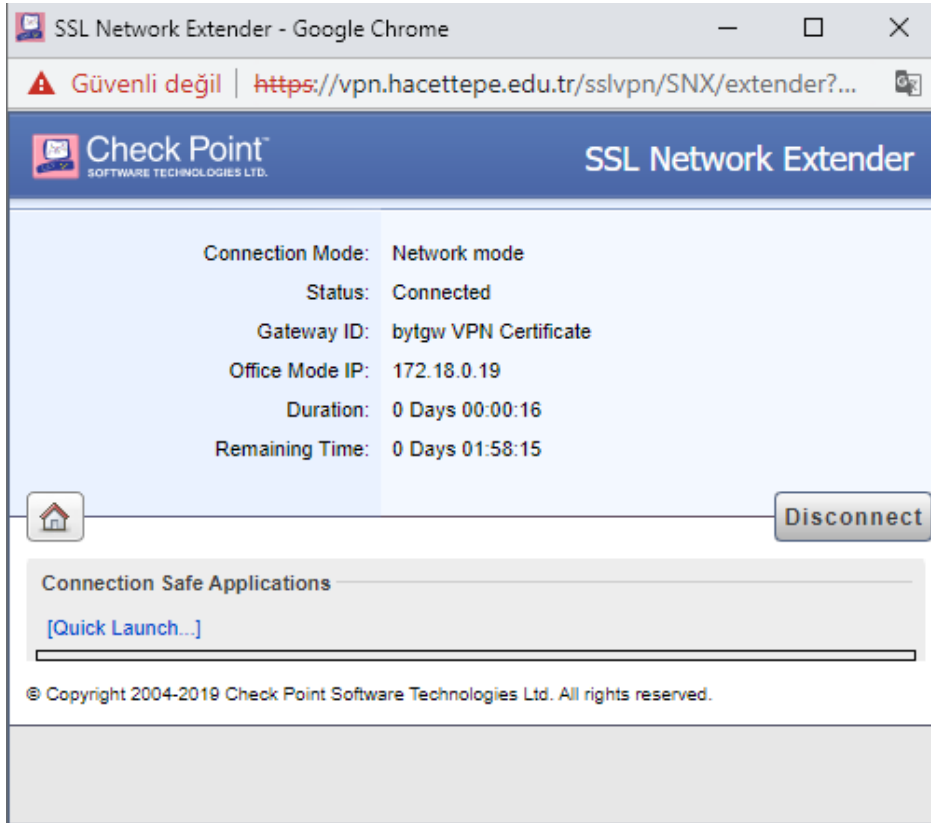 SSL Network Extender - Google Chrome
Güvenli değil | https://vpn.hacettepe.edu.tr/sslvpn/SNX/extender?...
Check Point™
SOFTWARE TECHNOLOGIES LTD.
SSL Network Extender
Connection Mode: Network mode
Status: Connected
Gateway ID: bytgw VPN Certificate
Office Mode IP: 172.18.0.19
Duration: 0 Days 00:00:16
Remaining Time: 0 Days 01:58:15
Disconnect
Connection Safe Applications
[Quick Launch...]
© Copyright 2004-2019 Check Point Software Technologies Ltd. All rights reserved.